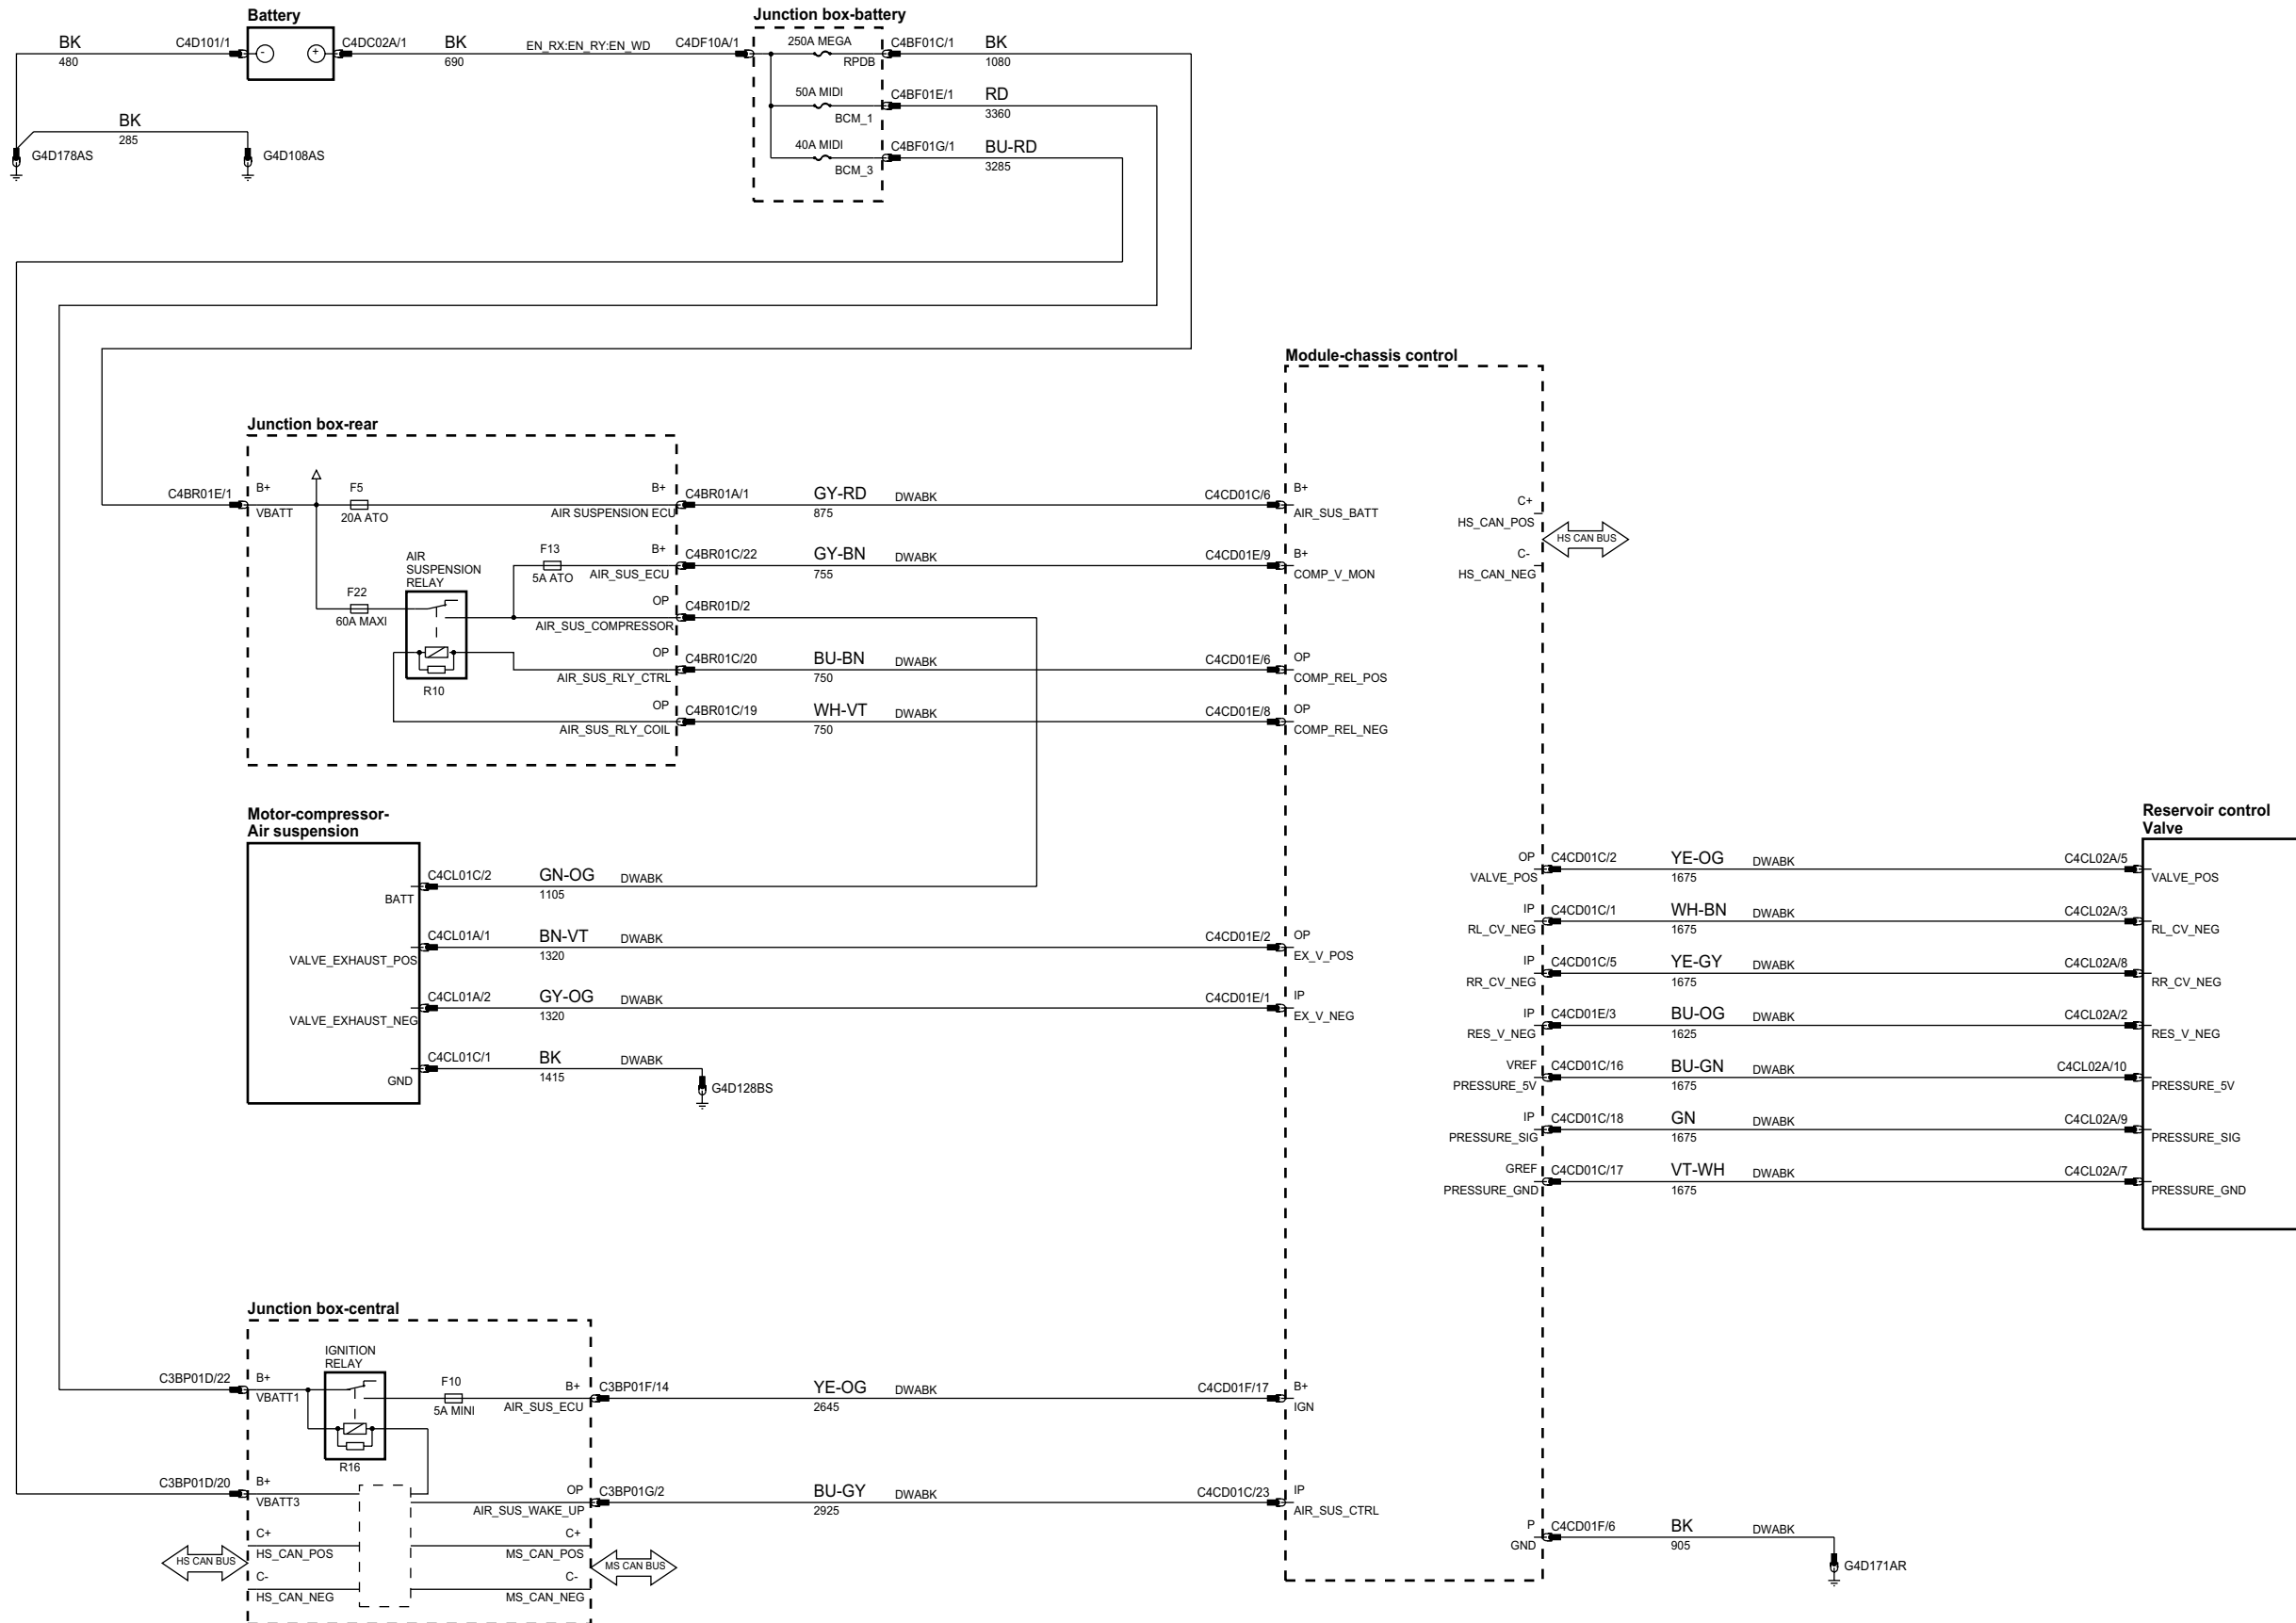 Battery
BK
480
C4D101/1
-
+
C4DC02A/1
BK
690
EN_RX:EN_RY:EN_WD
C4DF10A/1
BK
285
G4D178AS
G4D108AS
Junction box-battery
250A MEGA
RPDB
C4BF01C/1
BK
1080
50A MIDI
BCM_1
C4BF01E/1
RD
3360
40A MIDI
BCM_3
C4BF01G/1
BU-RD
3285
Junction box-rear
C4BR01E/1
B+
VBATT
F5
20A ATO
B+
AIR SUSPENSION ECU
C4BR01A/1
GY-RD
875
DWABK
AIR
SUSPENSION
RELAY
F13
5A ATO
B+
AIR_SUS_ECU
C4BR01C/22
GY-BN
755
DWABK
F22
60A MAXI
OP
AIR_SUS_COMPRESSOR
C4BR01D/2
OP
AIR_SUS_RLY_CTRL
C4BR01C/20
BU-BN
750
DWABK
R10
OP
AIR_SUS_RLY_COIL
C4BR01C/19
WH-VT
750
DWABK
Module-chassis control
C4CD01C/6
B+
AIR_SUS_BATT
C4CD01E/9
B+
COMP_V_MON
C4CD01E/6
OP
COMP_REL_POS
C4CD01E/8
OP
COMP_REL_NEG
C+
HS_CAN_POS
HS CAN BUS
C-
HS_CAN_NEG
Motor-compressor-
Air suspension
BATT
C4CL01C/2
GN-OG
1105
DWABK
VALVE_EXHAUST_POS
C4CL01A/1
BN-VT
1320
DWABK
C4CD01E/2
OP
EX_V_POS
VALVE_EXHAUST_NEG
C4CL01A/2
GY-OG
1320
DWABK
C4CD01E/1
IP
EX_V_NEG
GND
C4CL01C/1
BK
1415
DWABK
G4D128BS
Reservoir control
Valve
OP
VALVE_POS
C4CD01C/2
YE-OG
1675
DWABK
C4CL02A/5
VALVE_POS
IP
RL_CV_NEG
C4CD01C/1
WH-BN
1675
DWABK
C4CL02A/3
RL_CV_NEG
IP
RR_CV_NEG
C4CD01C/5
YE-GY
1675
DWABK
C4CL02A/8
RR_CV_NEG
IP
RES_V_NEG
C4CD01E/3
BU-OG
1625
DWABK
C4CL02A/2
RES_V_NEG
VREF
PRESSURE_5V
C4CD01C/16
BU-GN
1675
DWABK
C4CL02A/10
PRESSURE_5V
IP
PRESSURE_SIG
C4CD01C/18
GN
1675
DWABK
C4CL02A/9
PRESSURE_SIG
GREF
PRESSURE_GND
C4CD01C/17
VT-WH
1675
DWABK
C4CL02A/7
PRESSURE_GND
Junction box-central
IGNITION
RELAY
C3BP01D/22
B+
VBATT1
F10
5A MINI
B+
AIR_SUS_ECU
C3BP01F/14
YE-OG
2645
DWABK
C4CD01F/17
B+
IGN
R16
C3BP01D/20
B+
VBATT3
OP
AIR_SUS_WAKE_UP
C3BP01G/2
BU-GY
2925
DWABK
C4CD01C/23
IP
AIR_SUS_CTRL
HS CAN BUS
C+
HS_CAN_POS
C-
HS_CAN_NEG
C+
MS_CAN_POS
C-
MS_CAN_NEG
MS CAN BUS
P
GND
C4CD01F/6
BK
905
DWABK
G4D171AR